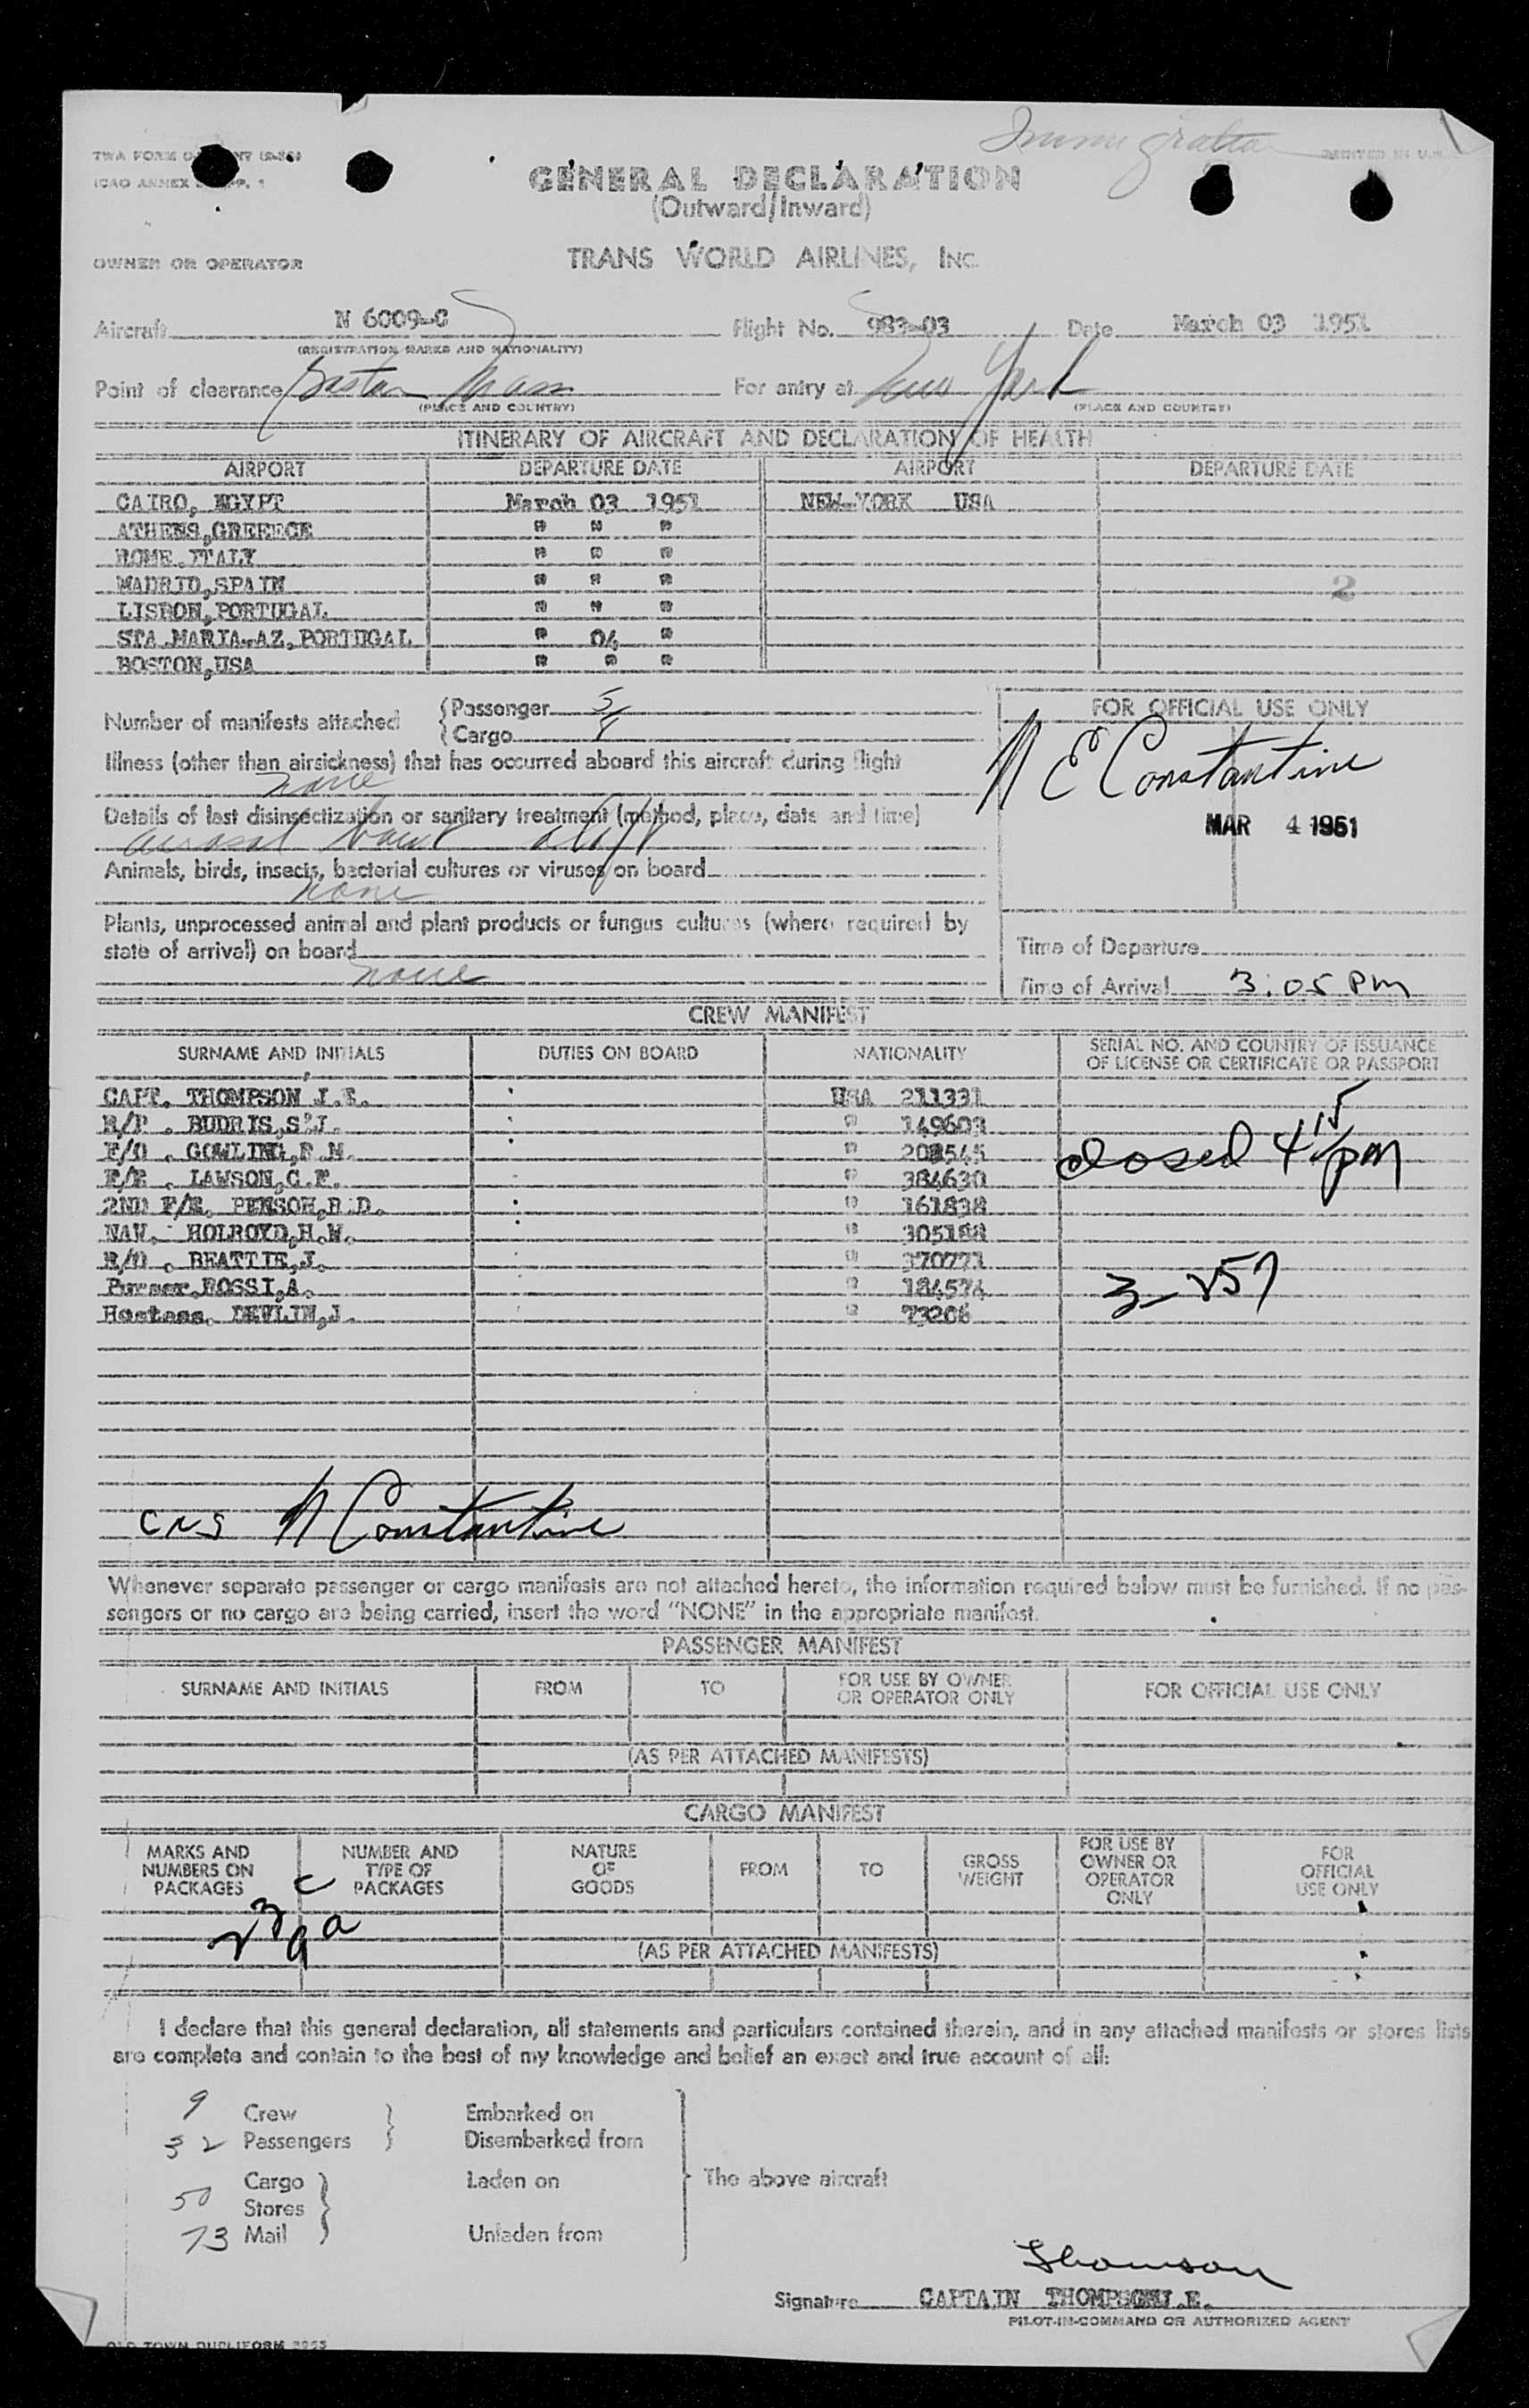 Immigration
TWA FORM
PRINTED IN U.S.A.
ICAO ANNEX APP. 1
GENERAL DECLARATION
(Outward/Inward)
OWNER OR OPERATOR
TRANS WORLD AIRLINES, INC.
Aircraft N 6009-C Flight No. 983-03 Date March 03 1951
(REGISTRATION MARKS AND NATIONALITY)
Point of clearance Boston Mass For entry at New York
(PLACE AND COUNTRY) (PLACE AND COUNTRY)
ITINERARY OF AIRCRAFT AND DECLARATION OF HEALTH
AIRPORT DEPARTURE DATE AIRPORT DEPARTURE DATE
CAIRO, EGYPT March 03 1951 NEW-YORK USA
ATHENS,GREEECE " " "
ROME.ITALY " " "
MADRID,SPAIN " " " 2
LISBON,PORTUGAL " " "
STA.MARIA-AZ,PORTUGAL " 04 "
BOSTON,USA " " "
Number of manifests attached
Passenger 5
Cargo
FOR OFFICIAL USE ONLY
Illness (other than airsickness) that has occurred aboard this aircraft during flight
none
N E Constantine
Details of last disinsectization or sanitary treatment (method, place, date and time)
aerosol bomb aloft
MAR 4 1951
Animals, birds, insects, bacterial cultures or viruses on board
none
Plants, unprocessed animal and plant products or fungus cultures (where required by
state of arrival) on board
none
Time of Departure
Time of Arrival 3:05 PM
CREW MANIFEST
SURNAME AND INITIALS DUTIES ON BOARD NATIONALITY SERIAL NO. AND COUNTRY OF ISSUANCE OF LICENSE OR CERTIFICATE OR PASSPORT
CAPT. THOMPSON J.E. USA 211331
R/P . BUDRIS,S.J. " 149603
F/O . GOWLING,F.M. " 208545
closed 4 15 pm
F/E . LAWSON,C.F. " 384630
2ND F/E. PENSOH,R.D. " 161838
NAV. HOLROYD,H.W. " 305188
R/O . BEATTIE,J. " 370771
Purser.ROSSI,A. " 184574
Hostess. DEVLIN,J. " 73206
CNS N Constantine
Whenever separate passenger or cargo manifests are not attached hereto, the information required below must be furnished. If no pas-
sengers or no cargo are being carried, insert the word "NONE" in the appropriate manifest.
PASSENGER MANIFEST
SURNAME AND INITIALS FROM TO FOR USE BY OWNER OR OPERATOR ONLY FOR OFFICIAL USE ONLY
(AS PER ATTACHED MANIFESTS)
CARGO MANIFEST
MARKS AND NUMBERS ON PACKAGES NUMBER AND TYPE OF PACKAGES NATURE OF GOODS FROM TO GROSS WEIGHT FOR USE BY OWNER OR OPERATOR ONLY FOR OFFICIAL USE ONLY
(AS PER ATTACHED MANIFESTS)
I declare that this general declaration, all statements and particulars contained therein, and in any attached manifests or stores lists
are complete and contain to the best of my knowledge and belief an exact and true account of all:
9 Crew Embarked on
32 Passengers Disembarked from
50 Cargo Laden on The above aircraft
Stores
73 Mail Unladen from
Thomson
Signature CAPTAIN THOMPSON J.E.
PILOT-IN-COMMAND OR AUTHORIZED AGENT
OLD TOWN DUPLIFORM